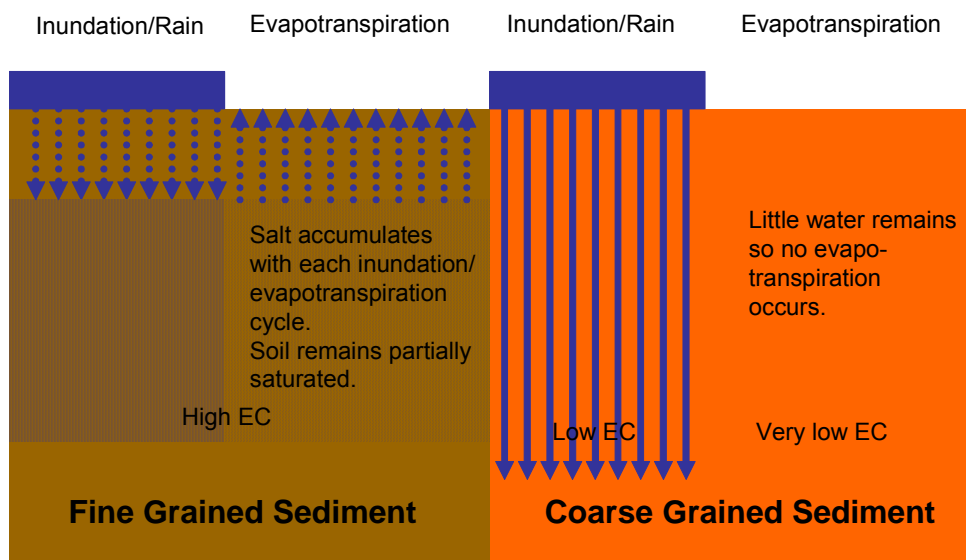 Inundation/Rain
Evapotranspiration
Inundation/Rain
Evapotranspiration
Salt accumulates
with each inundation/
evapotranspiration
cycle.
Soil remains partially
saturated.
High EC
Little water remains
so no evapo-
transpiration
occurs.
Low EC
Very low EC
Fine Grained Sediment
Coarse Grained Sediment